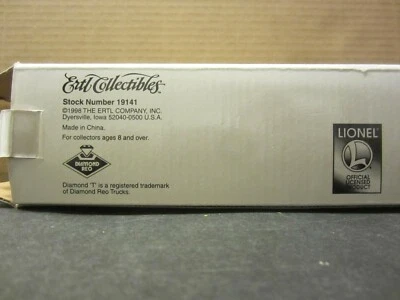 Ertl Collectibles™
Stock Number 19141
©1998 THE ERTL COMPANY, INC.
Dyersville, Iowa 52040-0500 U.S.A.
Made in China.
For collectors ages 8 and over.
DIAMOND
REO
Diamond "T" is a registered trademark
of Diamond Reo Trucks.
LIONEL
L
OFFICIAL
LICENSED
PRODUCT